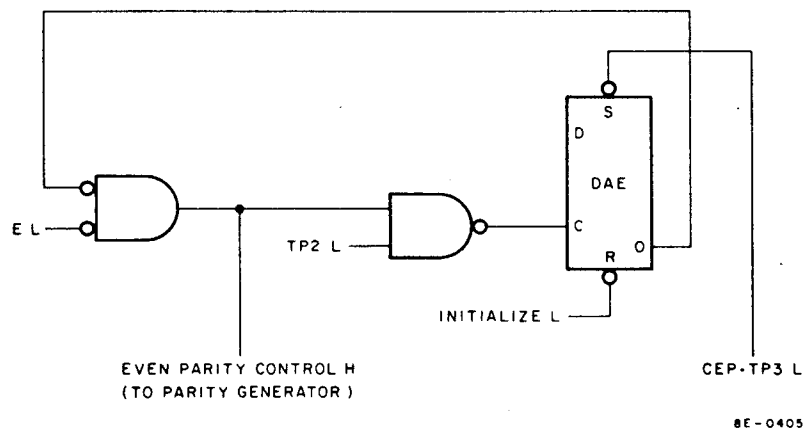 S
D
DAE
E L
C
O
TP2 L
R
INITIALIZE L
EVEN PARITY CONTROL H
(TO PARITY GENERATOR)
CEP•TP3 L
8E-0405